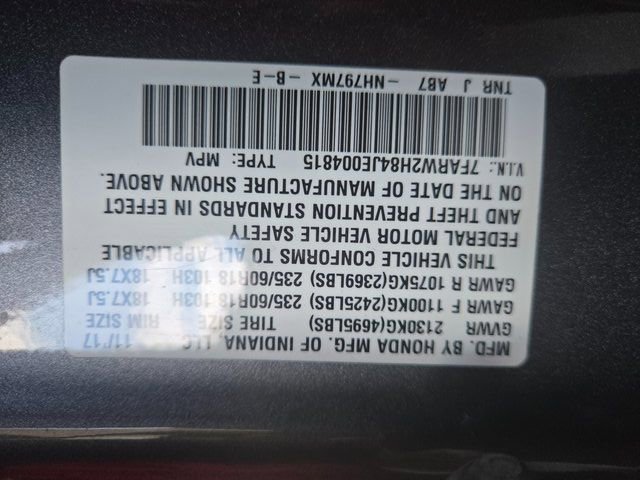 MFD. BY HONDA MFG. OF INDIANA, LLC. 11/17
GVWR 2130KG(4695LBS) TIRE SIZE RIM SIZE
GAWR F 1100KG(2425LBS) 235/60R18 103H 18X7.5J
GAWR R 1075KG(2369LBS) 235/60R18 103H 18X7.5J
THIS VEHICLE CONFORMS TO ALL APPLICABLE
FEDERAL MOTOR VEHICLE SAFETY
AND THEFT PREVENTION STANDARDS IN EFFECT
ON THE DATE OF MANUFACTURE SHOWN ABOVE.
V.I.N.: 7FARW2H84JE004815 TYPE: MPV
TNR J A87 -NH797MX -B-E